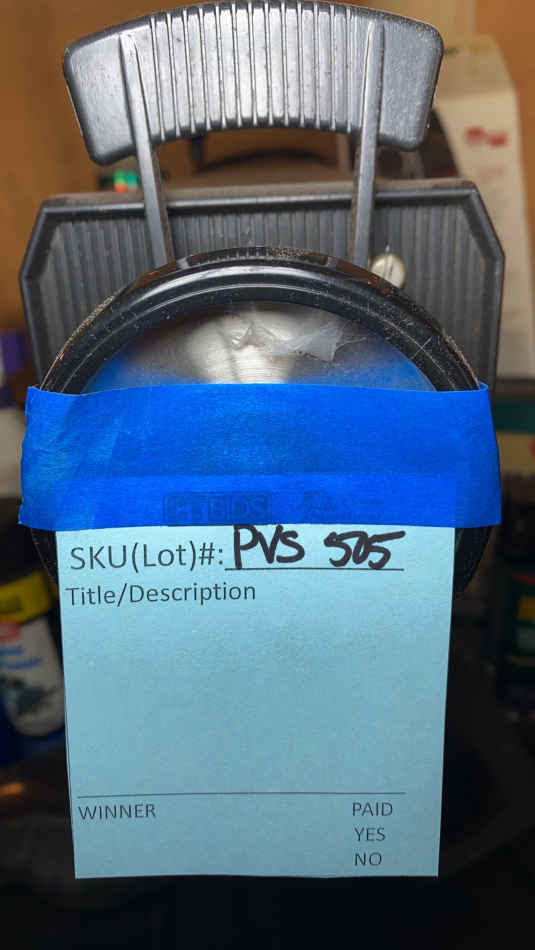 SKU(Lot)#: PVS 505
Title/Description
WINNER PAID
YES
NO